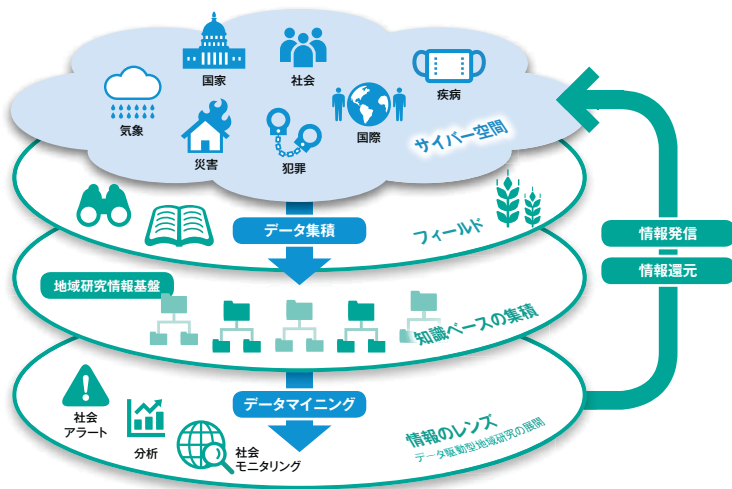 国家
社会
疾病
気象
災害
犯罪
国際
サイバー空間
データ集積
フィールド
情報発信
情報還元
地域研究情報基盤
知識ベースの集積
データマイニング
社会
アラート
分析
社会
モニタリング
情報のレンズ
データ駆動型地域研究の展開